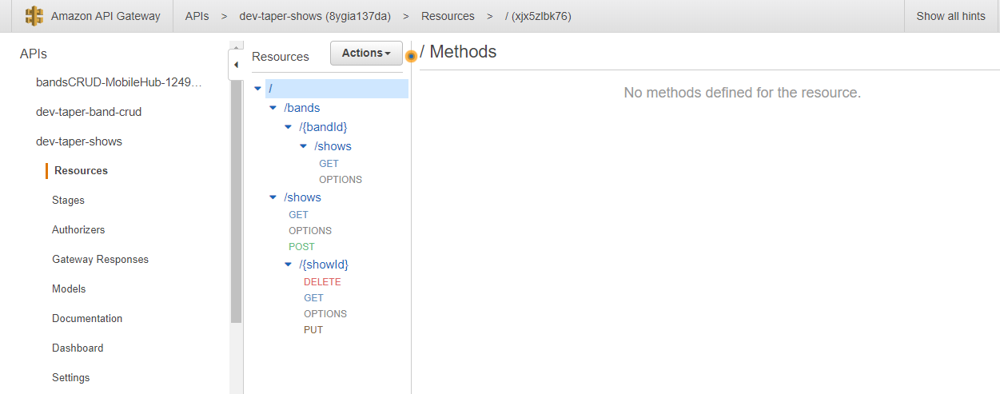 Amazon API Gateway APIs > dev-taper-shows (8ygia137da) > Resources > / (xjx5zlbk76) Show all hints
APIs
bandsCRUD-MobileHub-1249...
dev-taper-band-crud
dev-taper-shows
Resources
Stages
Authorizers
Gateway Responses
Models
Documentation
Dashboard
Settings
Resources Actions
/
/bands
/{bandId}
/shows
GET
OPTIONS
/shows
GET
OPTIONS
POST
/{showId}
DELETE
GET
OPTIONS
PUT
/ Methods
No methods defined for the resource.